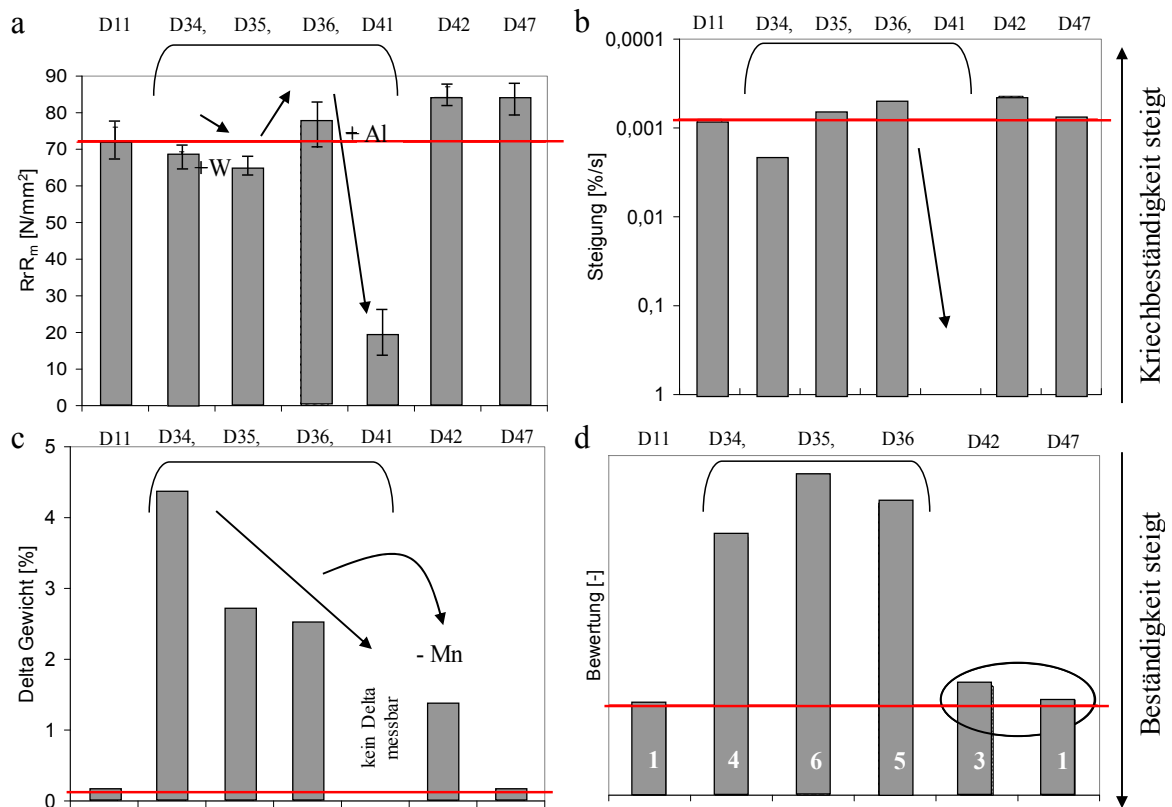 a
D11 D34, D35, D36, D41 D42 D47
90
80
70
60
50
40
30
20
10
0
RrRm [N/mm²]
+W
+ Al
b
D11 D34, D35, D36, D41 D42 D47
0,0001
0,001
0,01
0,1
1
Steigung [%/s]
Kriechbeständigkeit steigt
c
D11 D34, D35, D36, D41 D42 D47
5
4
3
2
1
0
Delta Gewicht [%]
- Mn
kein Delta
messbar
d
D11 D34, D35, D36 D42 D47
Bewertung [-]
1 4 6 5 3 1
Beständigkeit steigt